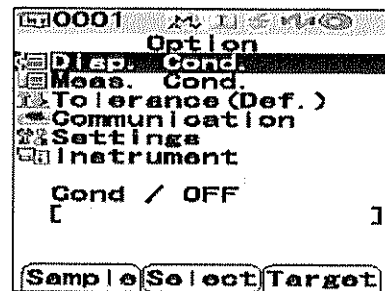 0001
Option
Disp. Cond.
Meas. Cond.
Tolerance(Def.)
Communication
Settings
Instrument
Cond / OFF
[ ]
Sample Select Target